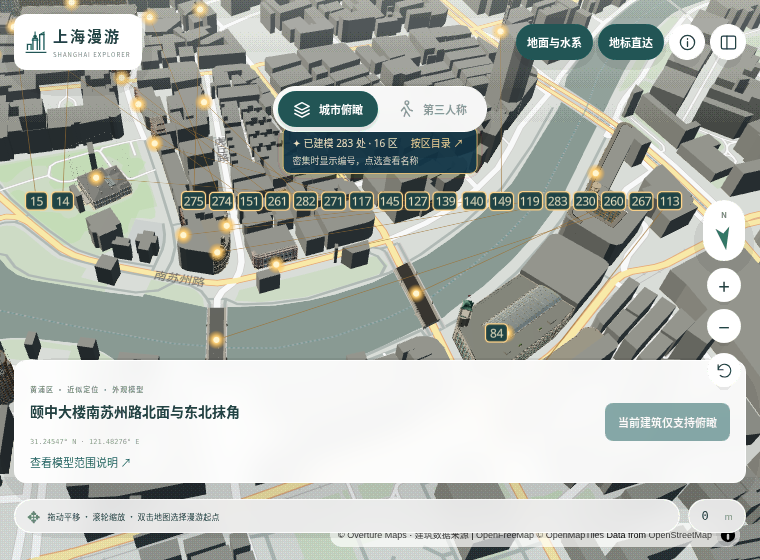 上海漫游
SHANGHAI EXPLORER
地面与水系
地标直达
城市俯瞰
第三人称
✦ 已建模 283 处 · 16 区 按区目录 ↗
密集时显示编号，点选查看名称
15 14 275 274 151 261 282 271 117 145 127 139 140 149 119 283 230 260 267 113
N
南苏州路
+
−
84
黄浦区 · 近似定位 · 外观模型
颐中大楼南苏州路北面与东北抹角
31.24547° N · 121.48276° E
查看模型范围说明 ↗
当前建筑仅支持俯瞰
拖动平移 · 滚轮缩放 · 双击地图选择漫游起点
0 m
© Overture Maps · 建筑数据来源 | OpenFreeMap © OpenMapTiles Data from OpenStreetMap